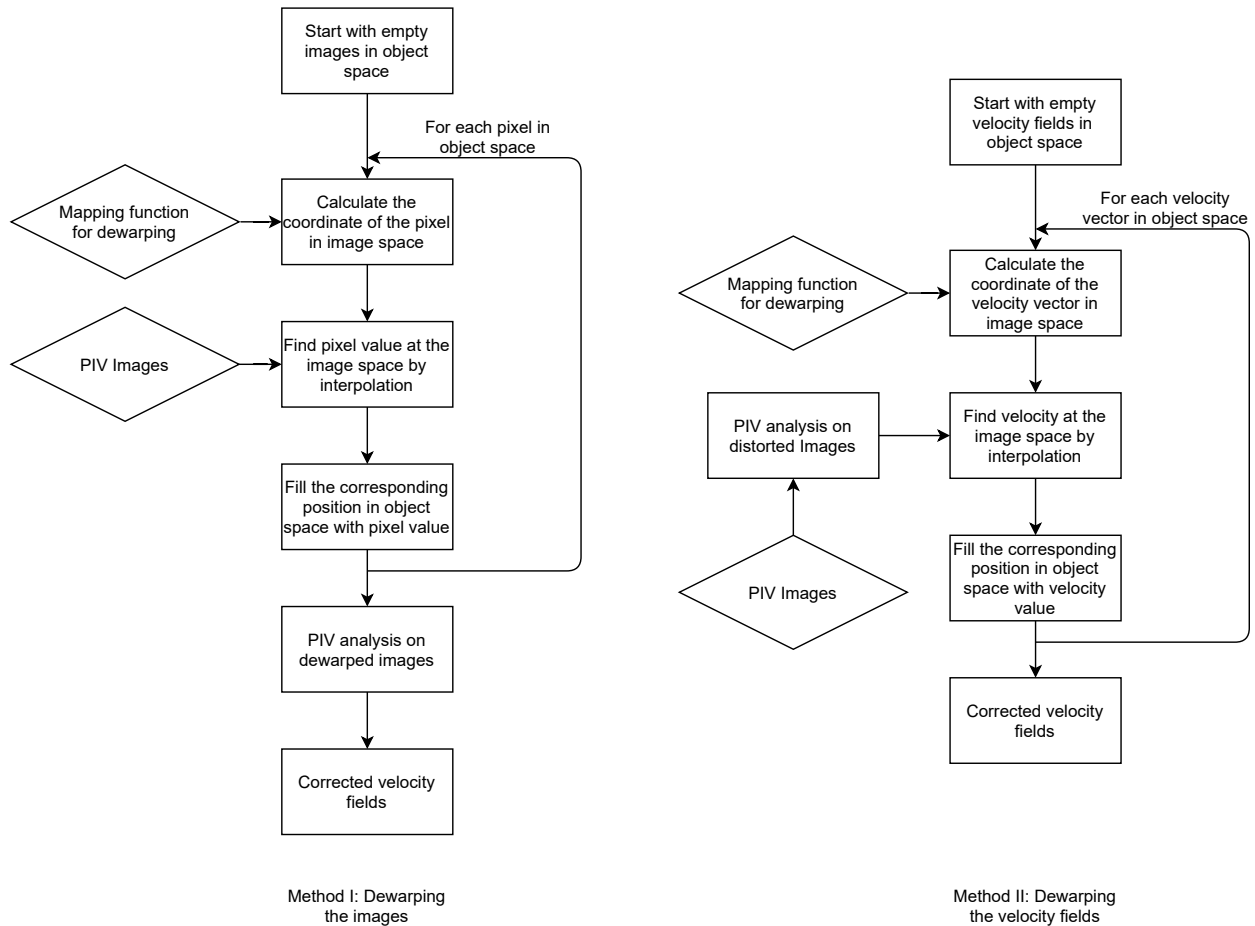 Start with empty
images in object
space
For each pixel in
object space
Mapping function
for dewarping
Calculate the
coordinate of the pixel
in image space
PIV Images
Find pixel value at the
image space by
interpolation
Fill the corresponding
position in object
space with pixel value
PIV analysis on
dewarped images
Corrected velocity
fields
Method I: Dewarping
the images
Start with empty
velocity fields in
object space
For each velocity
vector in object space
Mapping function
for dewarping
Calculate the
coordinate of the
velocity vector in
image space
PIV analysis on
distorted Images
Find velocity at the
image space by
interpolation
PIV Images
Fill the corresponding
position in object
space with velocity
value
Corrected velocity
fields
Method II: Dewarping
the velocity fields